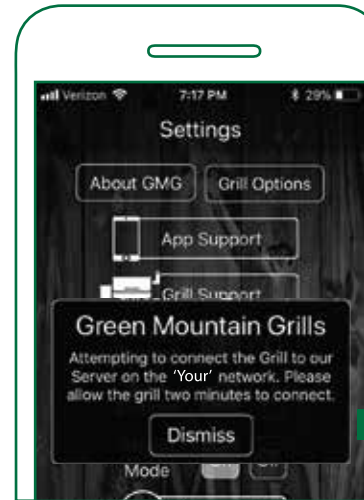 Verizon 7:17 PM 29%
Settings
About GMG Grill Options
App Support
Grill Support
Green Mountain Grills
Attempting to connect the Grill to our
Server on the 'Your' network. Please
allow the grill two minutes to connect.
Dismiss
Mode On Off